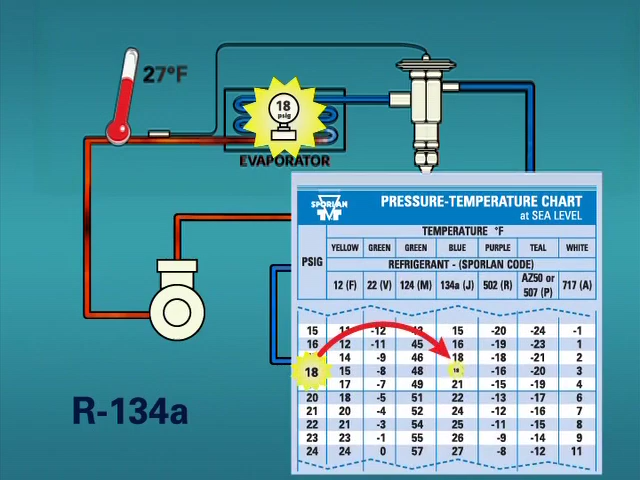 27°F
18
psig
EVAPORATOR
SPORLAN
PRESSURE-TEMPERATURE CHART
at SEA LEVEL
TEMPERATURE °F
PSIG
YELLOW GREEN GREEN BLUE PURPLE TEAL WHITE
REFRIGERANT - (SPORLAN CODE)
12 (F) 22 (V) 124 (M) 134a (J) 502 (R) AZ50 or 507 (P) 717 (A)
15 11 -12 15 -20 -24 -1
16 12 -11 45 16 -19 -23 1
14 -9 46 18 -18 -21 2
18 15 -8 48 18 -16 -20 3
17 -7 49 21 -15 -19 4
20 18 -5 51 22 -13 -17 6
21 20 -4 52 24 -12 -16 7
22 21 -3 54 25 -11 -15 8
23 23 -1 55 26 -9 -14 9
24 24 0 57 27 -8 -12 11
R-134a